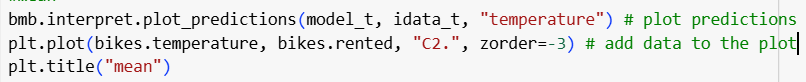 bmb.interpret.plot_predictions(model_t, idata_t, "temperature") # plot predictions
plt.plot(bikes.temperature, bikes.rented, "C2.", zorder=-3) # add data to the plot
plt.title("mean")